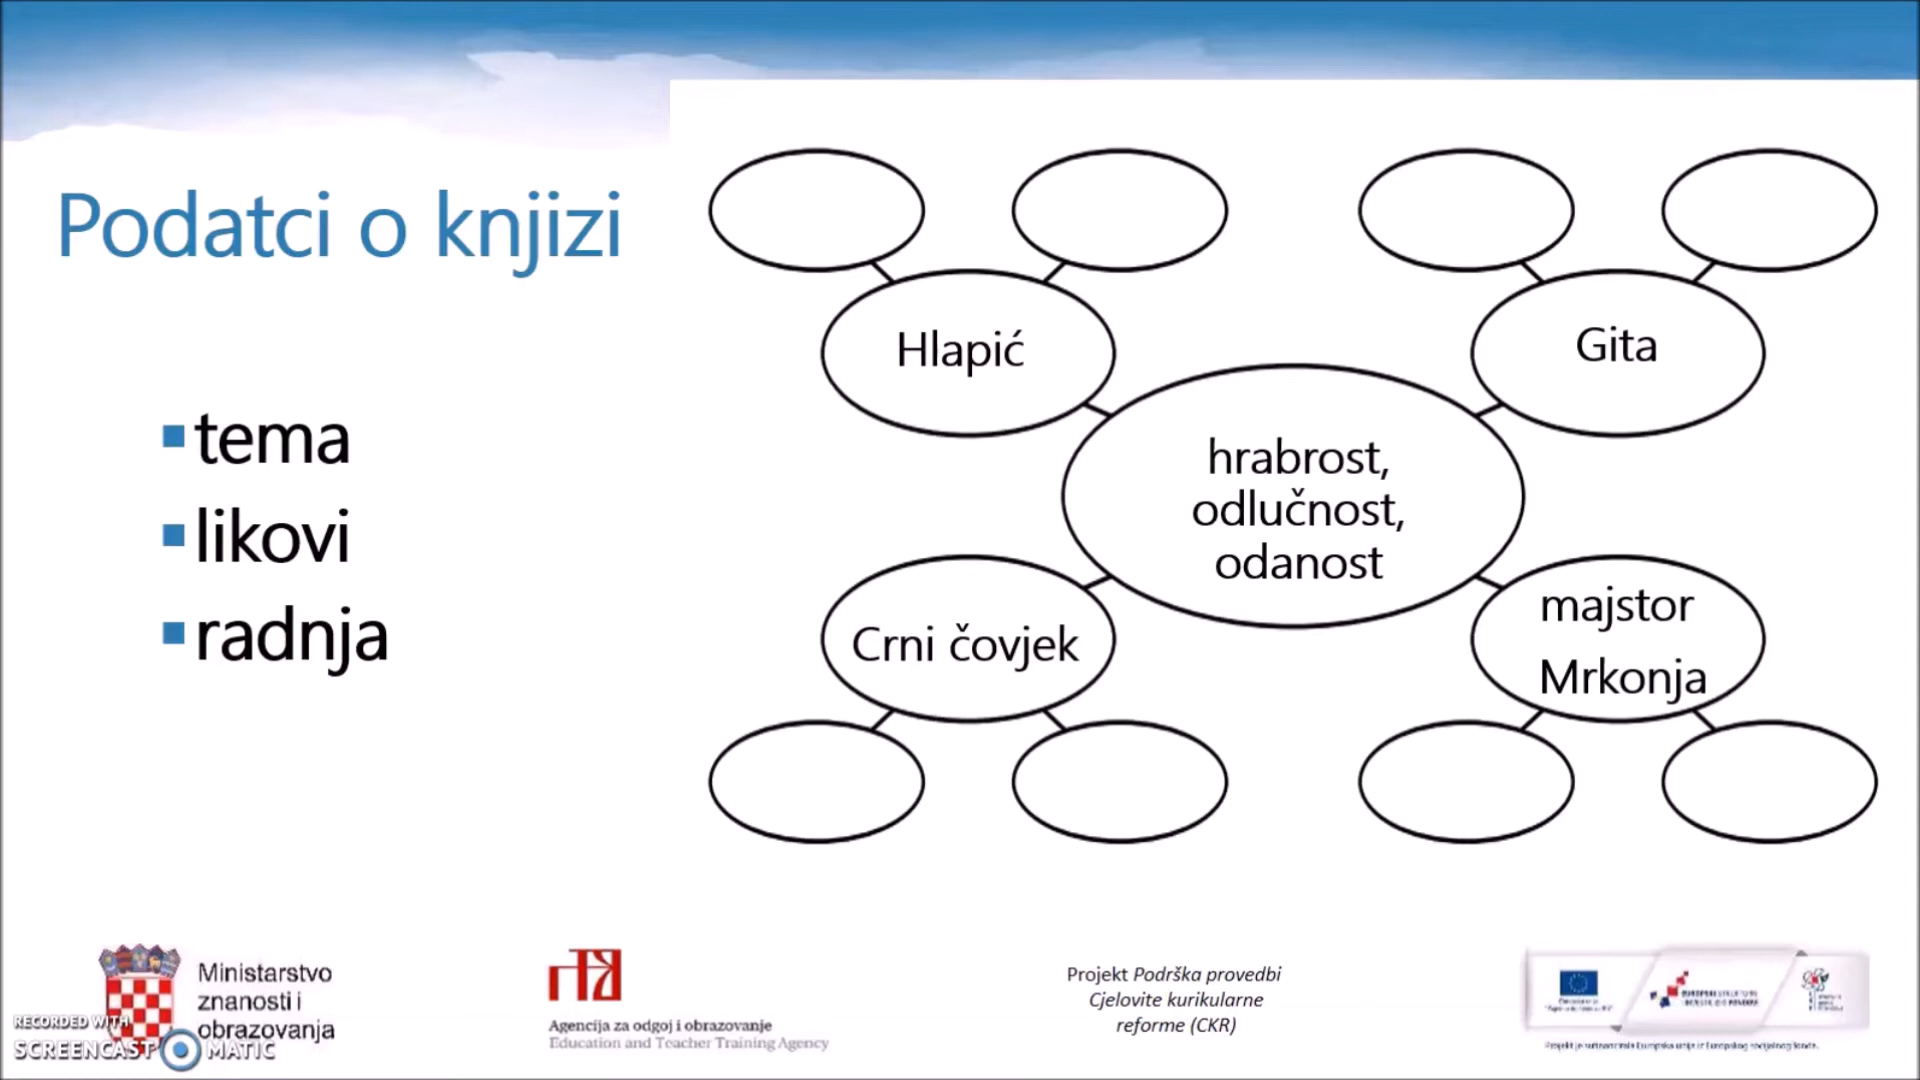 Podatci o knjizi
tema
likovi
radnja
Hlapić
Gita
hrabrost,
odlučnost,
odanost
Crni čovjek
majstor
Mrkonja
Ministarstvo
znanosti i
obrazovanja
RECORDED WITH
SCREENCAST MATIC
Agencija za odgoj i obrazovanje
Education and Teacher Training Agency
Projekt Podrška provedbi
Cjelovite kurikularne
reforme (CKR)